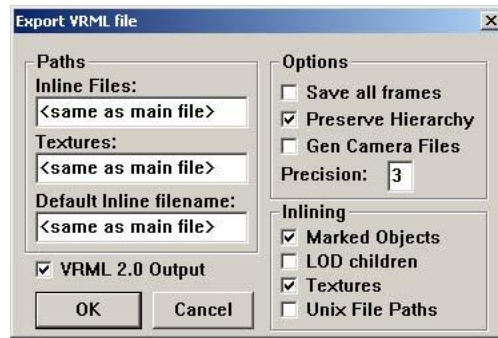 Export VRML file
Paths
Inline Files:
<same as main file>
Textures:
<same as main file>
Default Inline filename:
<same as main file>
VRML 2.0 Output
OK
Cancel
Options
Save all frames
Preserve Hierarchy
Gen Camera Files
Precision: 3
Inlining
Marked Objects
LOD children
Textures
Unix File Paths